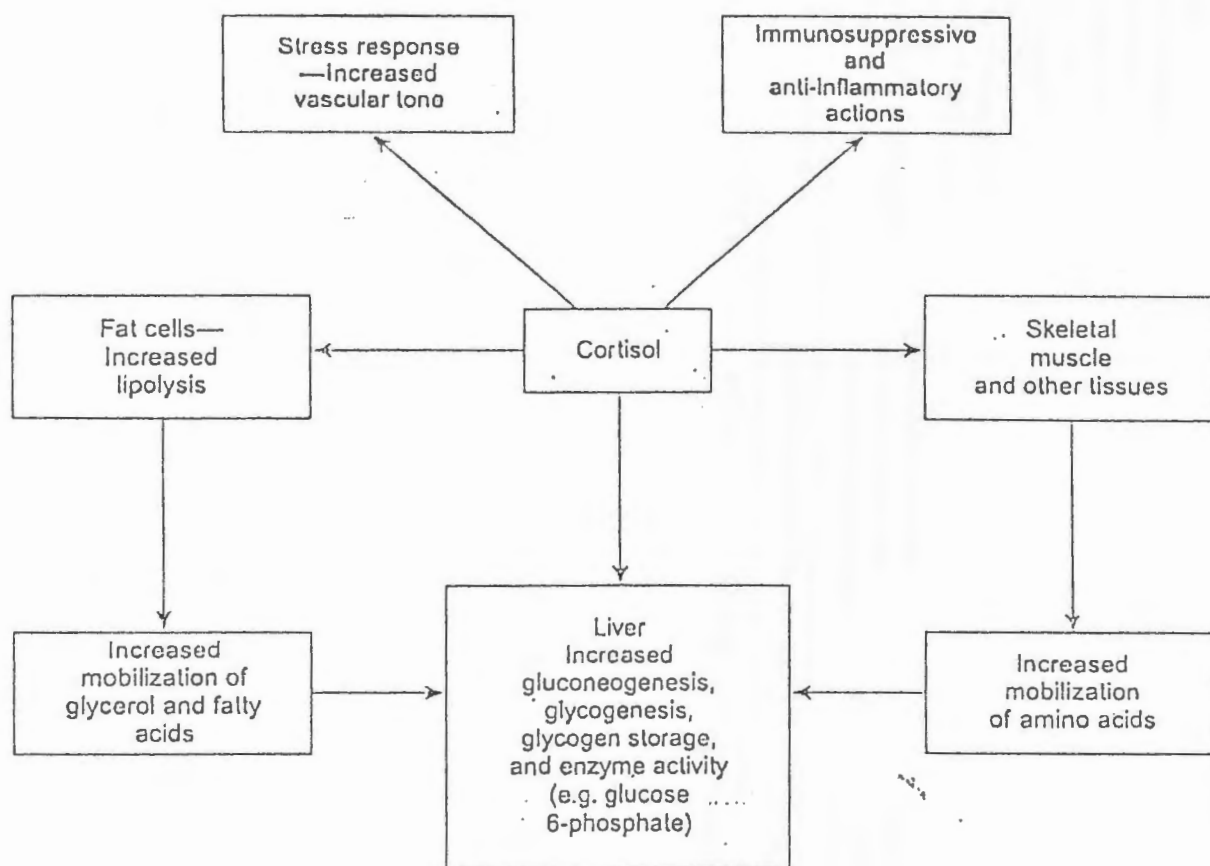 Stress response
—Increased
vascular tone
Immunosuppressive
and
anti-inflammatory
actions
Fat cells—
Increased
lipolysis
Cortisol
Skeletal
muscle
and other tissues
Increased
mobilization of
glycerol and fatty
acids
Liver
Increased
gluconeogenesis,
glycogenesis,
glycogen storage,
and enzyme activity
(e.g. glucose
6-phosphate)
Increased
mobilization
of amino acids